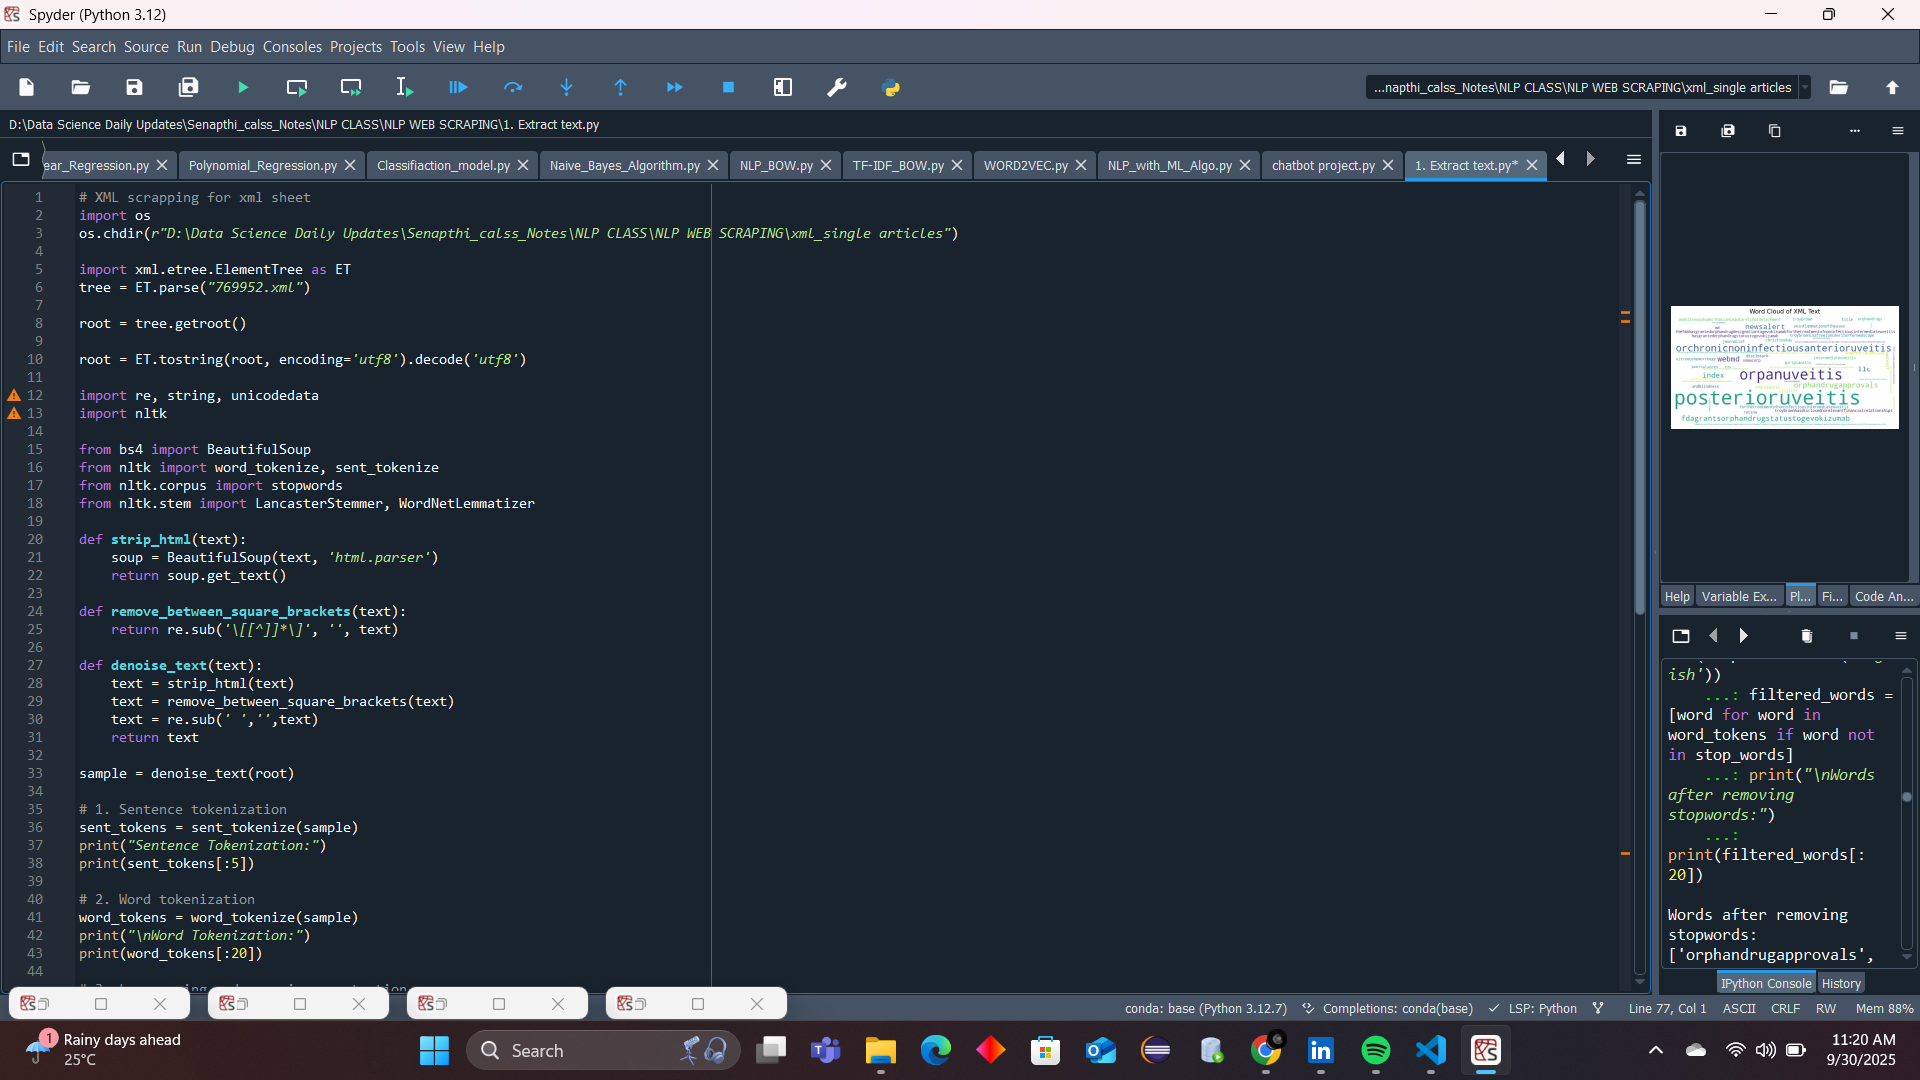 Spyder (Python 3.12)
File Edit Search Source Run Debug Consoles Projects Tools View Help
...napthi_calss_Notes\NLP CLASS\NLP WEB SCRAPING\xml_single articles
D:\Data Science Daily Updates\Senapthi_calss_Notes\NLP CLASS\NLP WEB SCRAPING\1. Extract text.py
ear_Regression.py Polynomial_Regression.py Classifiaction_model.py Naive_Bayes_Algorithm.py NLP_BOW.py TF-IDF_BOW.py WORD2VEC.py NLP_with_ML_Algo.py chatbot project.py 1. Extract text.py*
1 # XML scrapping for xml sheet
2 import os
3 os.chdir(r"D:\Data Science Daily Updates\Senapthi_calss_Notes\NLP CLASS\NLP WEB SCRAPING\xml_single articles")
4
5 import xml.etree.ElementTree as ET
6 tree = ET.parse("769952.xml")
7
8 root = tree.getroot()
9
10 root = ET.tostring(root, encoding='utf8').decode('utf8')
11
12 import re, string, unicodedata
13 import nltk
14
15 from bs4 import BeautifulSoup
16 from nltk import word_tokenize, sent_tokenize
17 from nltk.corpus import stopwords
18 from nltk.stem import LancasterStemmer, WordNetLemmatizer
19
20 def strip_html(text):
21 soup = BeautifulSoup(text, 'html.parser')
22 return soup.get_text()
23
24 def remove_between_square_brackets(text):
25 return re.sub('\[[^]]*\]', '', text)
26
27 def denoise_text(text):
28 text = strip_html(text)
29 text = remove_between_square_brackets(text)
30 text = re.sub(' ','',text)
31 return text
32
33 sample = denoise_text(root)
34
35 # 1. Sentence tokenization
36 sent_tokens = sent_tokenize(sample)
37 print("Sentence Tokenization:")
38 print(sent_tokens[:5])
39
40 # 2. Word tokenization
41 word_tokens = word_tokenize(sample)
42 print("\nWord Tokenization:")
43 print(word_tokens[:20])
44
Word Cloud of XML Text
newsalert
orchronicnoninfectiousanterioruveitis
webmd
llc
index
orpanuveitis
orphandrugapprovals
posterioruveitis
fdagrantsorphandrugstatustogevokizumab
Help Variable Ex... Pl... Fi... Code An...
ish'))
...: filtered_words =
[word for word in
word_tokens if word not
in stop_words]
...: print("\nWords
after removing
stopwords:")
...:
print(filtered_words[:
20])
Words after removing
stopwords:
['orphandrugapprovals',
IPython Console History
conda: base (Python 3.12.7) Completions: conda(base) LSP: Python Line 77, Col 1 ASCII CRLF RW Mem 88%
1
Rainy days ahead
25°C
Search
11:20 AM
9/30/2025